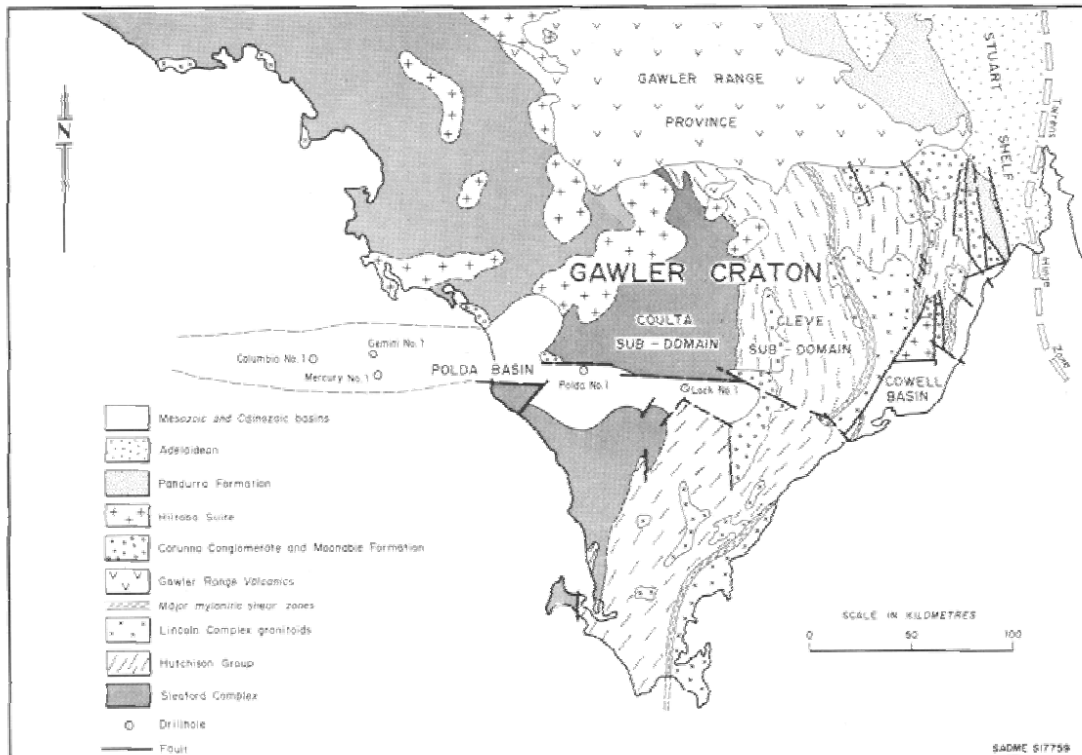 N
GAWLER RANGE
PROVINCE
STUART
SHELF
Torrens
Hinge
Zone
GAWLER CRATON
COULTA
SUB - DOMAIN
CLEVE
SUB - DOMAIN
COWELL
BASIN
POLDA BASIN
Gemini No. 1
Columbia No. 1
Mercury No. 1
Polda No. 1
Lock No. 1
Mesozoic and Cainozoic basins
Adelaidean
Pandurra Formation
Hiltaba Suite
Corunna Conglomerate and Moonabie Formation
Gawler Range Volcanics
Major mylonitic shear zones
Lincoln Complex granitoids
Hutchison Group
Sleaford Complex
Drillhole
Fault
SCALE IN KILOMETRES
0 50 100
SADME S17759